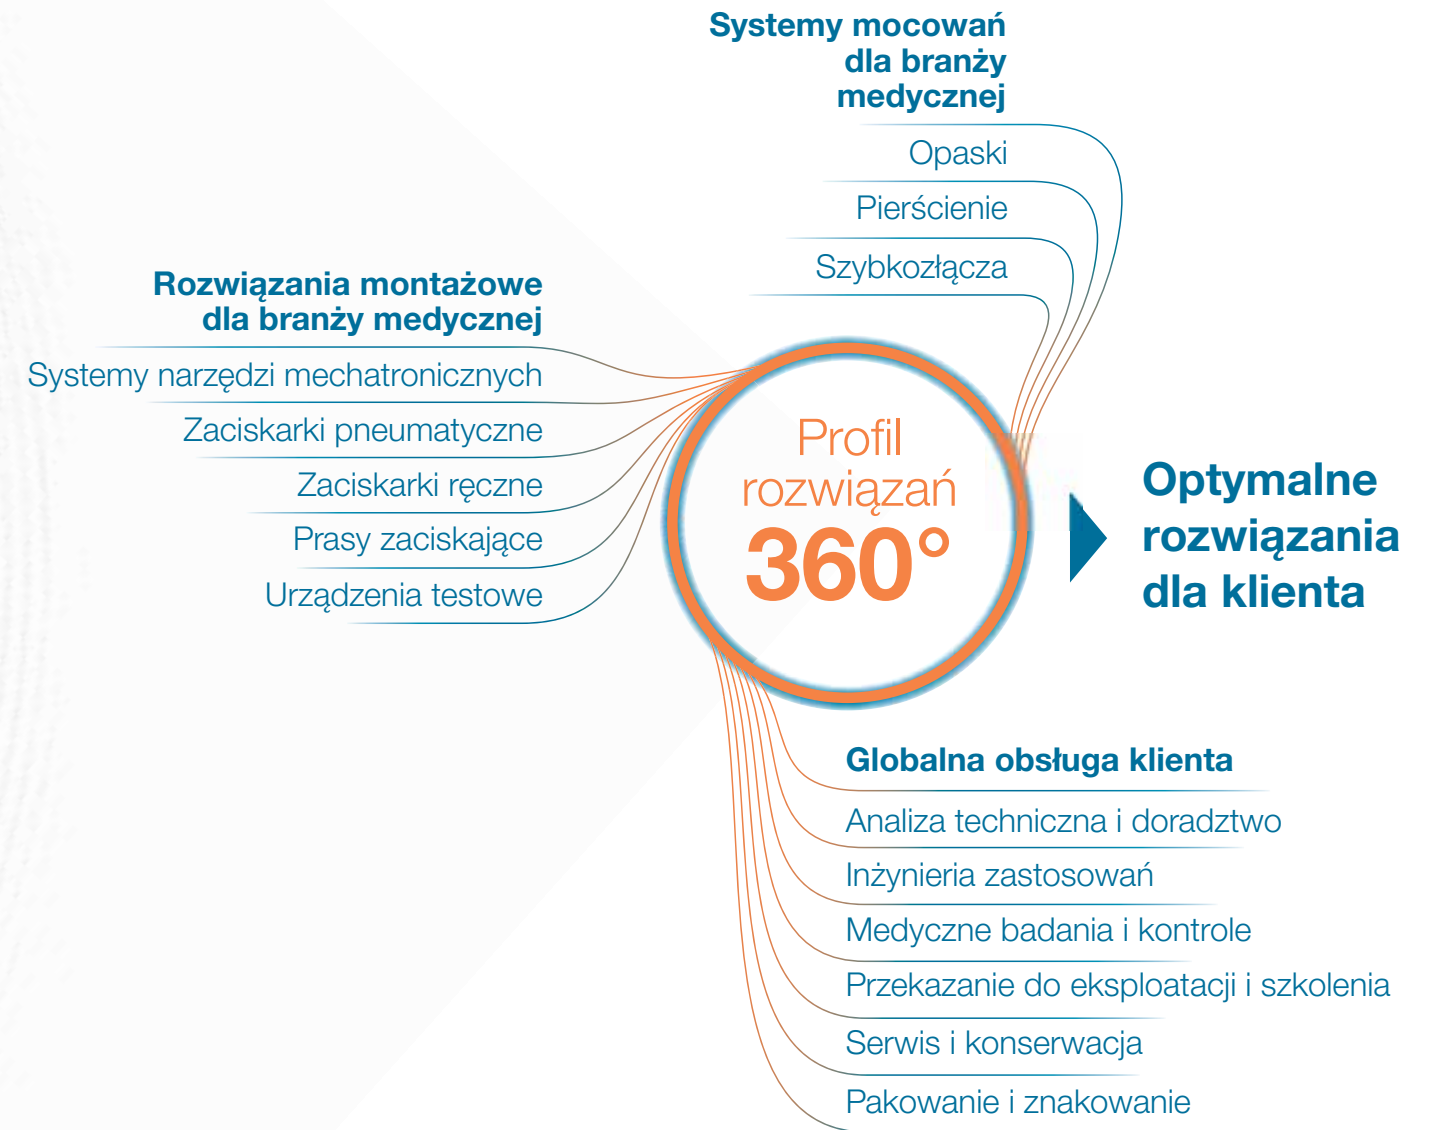 Systemy mocowań
dla branży
medycznej
Opaski
Pierścienie
Szybkozłącza
Rozwiązania montażowe
dla branży medycznej
Systemy narzędzi mechatronicznych
Zaciskarki pneumatyczne
Zaciskarki ręczne
Prasy zaciskające
Urządzenia testowe
Profil
rozwiązań
360°
Optymalne
rozwiązania
dla klienta
Globalna obsługa klienta
Analiza techniczna i doradztwo
Inżynieria zastosowań
Medyczne badania i kontrole
Przekazanie do eksploatacji i szkolenia
Serwis i konserwacja
Pakowanie i znakowanie